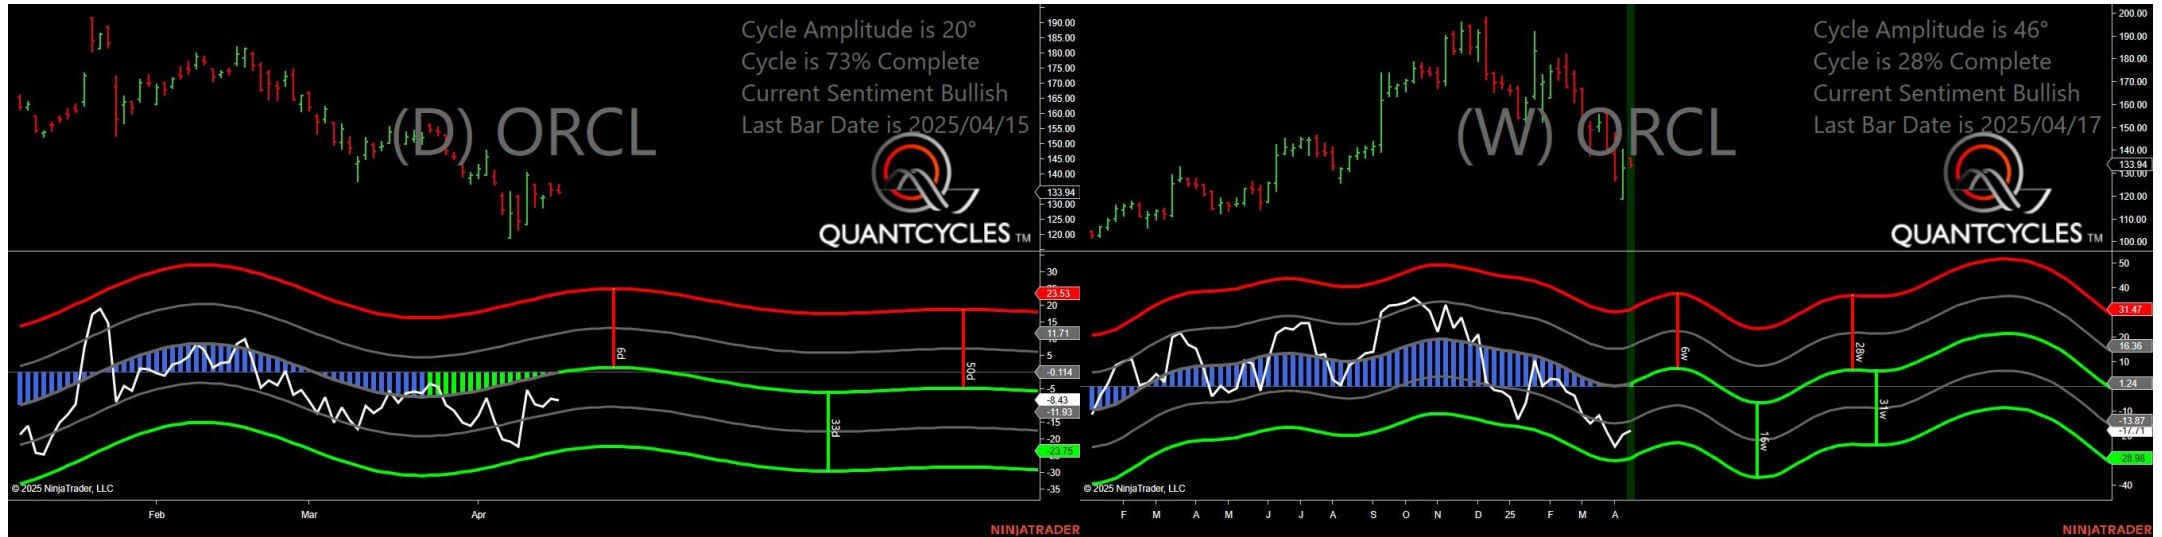 Cycle Amplitude is 20°
Cycle is 73% Complete
Current Sentiment Bullish
Last Bar Date is 2025/04/15
(D) ORCL
QUANTCYCLES TM
190.00
185.00
180.00
175.00
170.00
165.00
160.00
155.00
150.00
145.00
140.00
133.94
130.00
125.00
120.00
30
23.53
20
15
11.71
5
-0.114
-5
-8.43
-11.93
-15
-20
-23.75
-30
-35
6d
33d
50d
© 2025 NinjaTrader, LLC
Feb Mar Apr
NINJATRADER
Cycle Amplitude is 46°
Cycle is 28% Complete
Current Sentiment Bullish
Last Bar Date is 2025/04/17
(W) ORCL
QUANTCYCLES TM
200.00
190.00
180.00
170.00
160.00
150.00
140.00
133.94
130.00
120.00
110.00
100.00
50
40
31.47
20
16.36
10
1.24
-10
-13.87
-17.71
-28.98
-40
6w
16w
28w
31w
© 2025 NinjaTrader, LLC
F M A M J J A S O N D 25 F M A
NINJATRADER